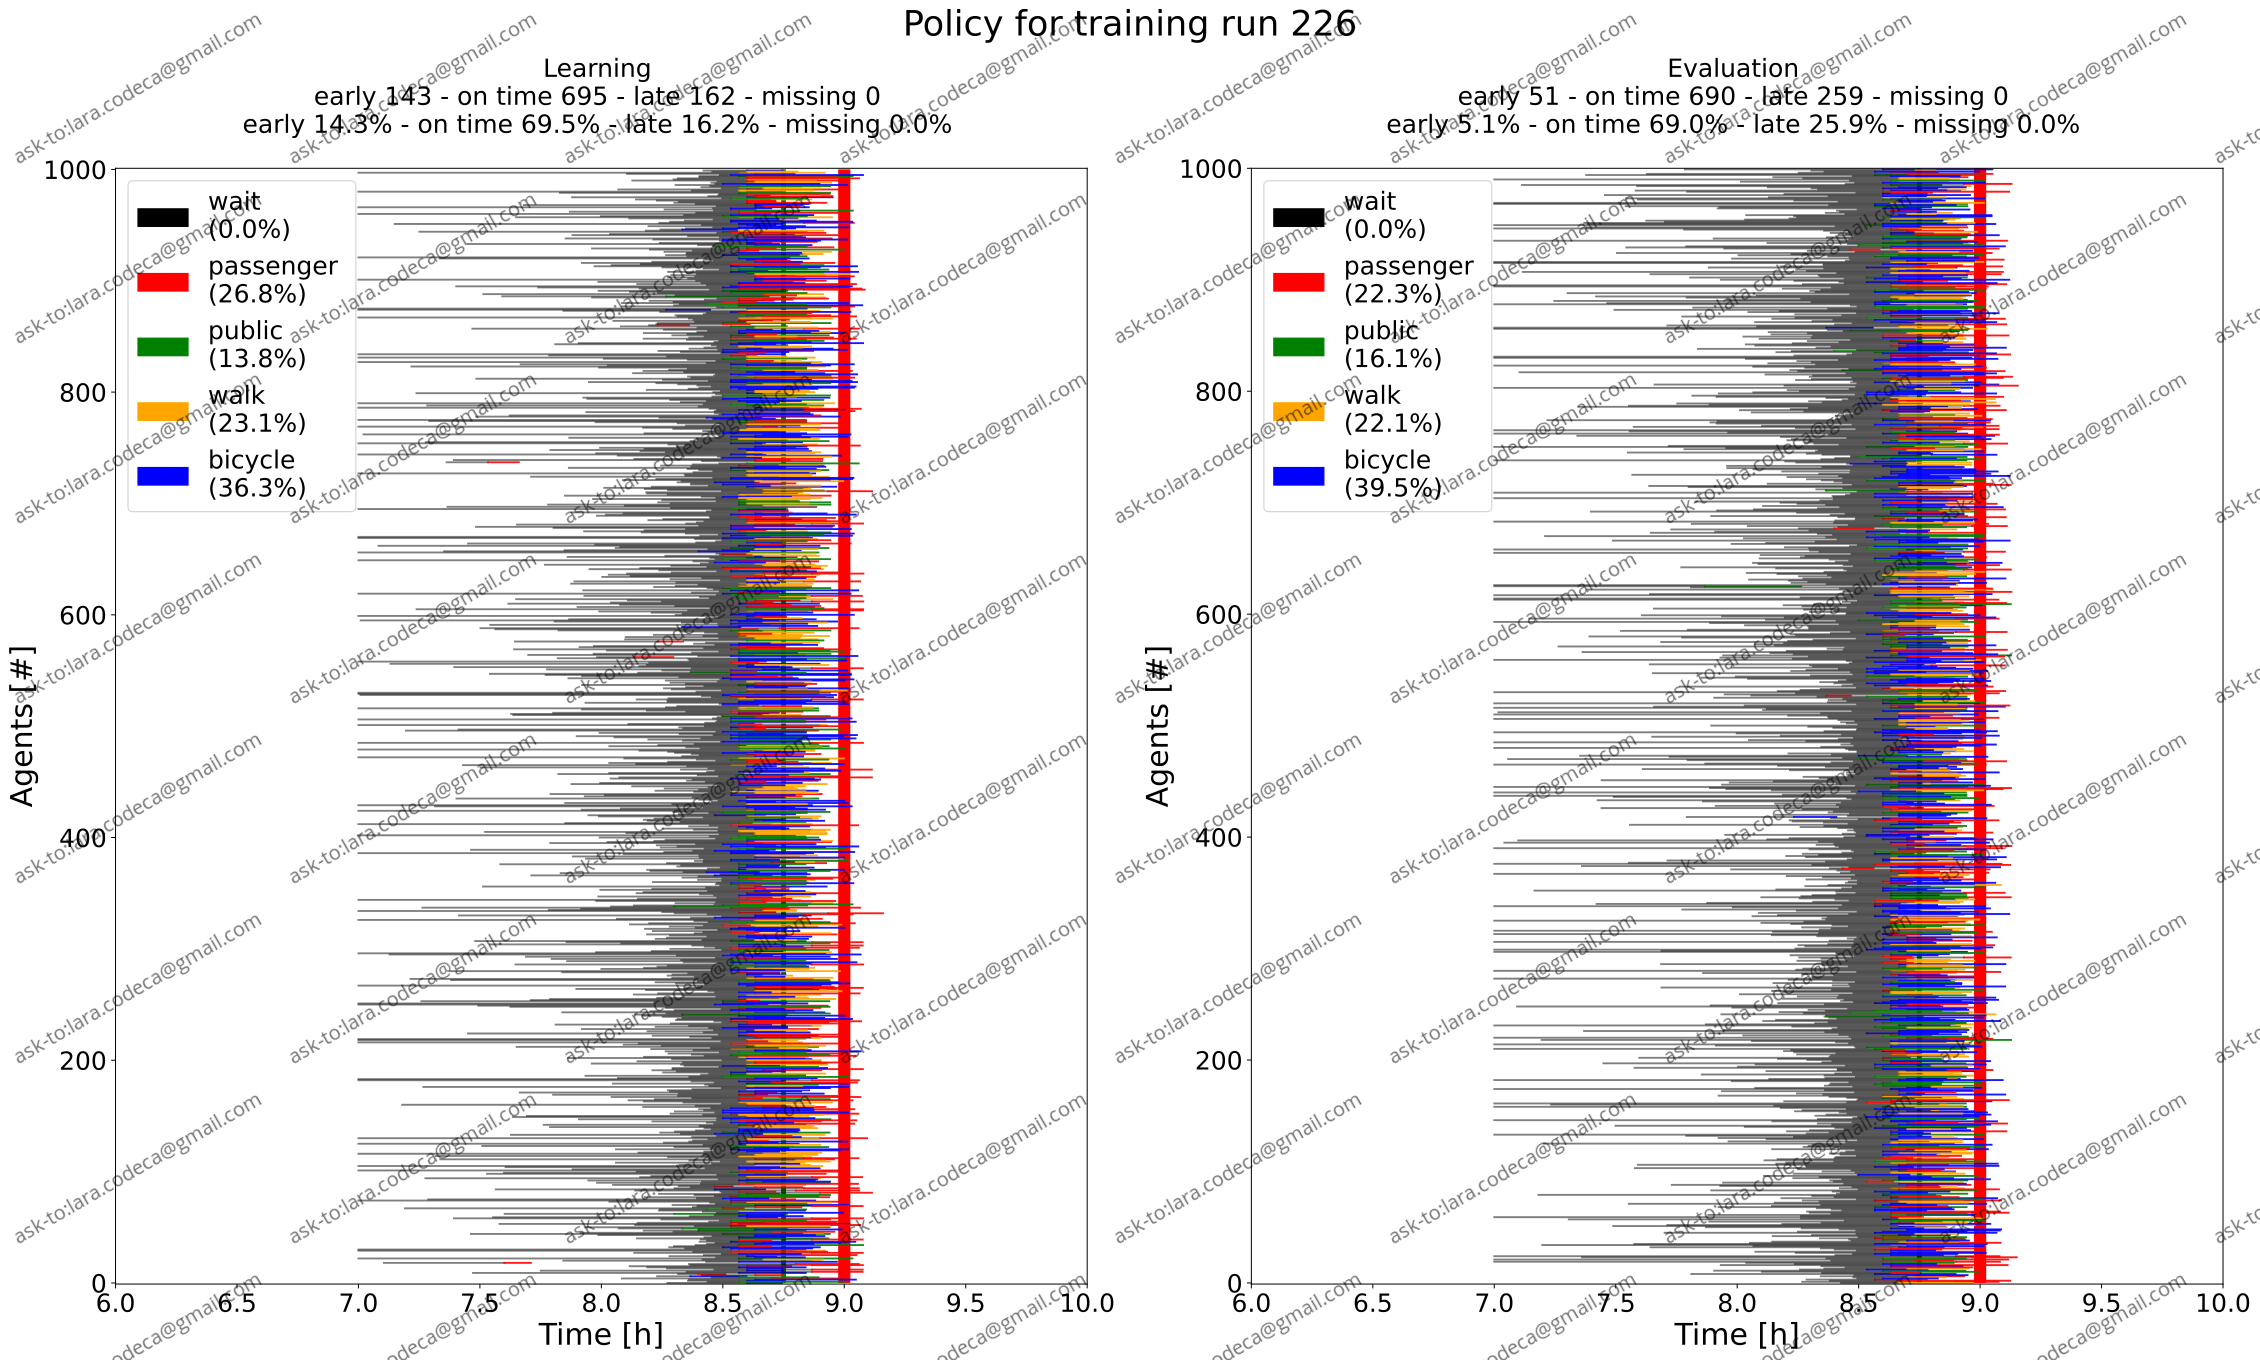 Policy for training run 226
Learning
early 143 - on time 695 - late 162 - missing 0
early 14.3% - on time 69.5% - late 16.2% - missing 0.0%
1000
800
600
400
200
0
Agents [#]
wait
(0.0%)
passenger
(26.8%)
public
(13.8%)
walk
(23.1%)
bicycle
(36.3%)
6.0 6.5 7.0 7.5 8.0 8.5 9.0 9.5 10.0
Time [h]
Evaluation
early 51 - on time 690 - late 259 - missing 0
early 5.1% - on time 69.0% - late 25.9% - missing 0.0%
1000
800
600
400
200
0
Agents [#]
wait
(0.0%)
passenger
(22.3%)
public
(16.1%)
walk
(22.1%)
bicycle
(39.5%)
6.0 6.5 7.0 7.5 8.0 8.5 9.0 9.5 10.0
Time [h]
ask-to:lara.codeca@gmail.com